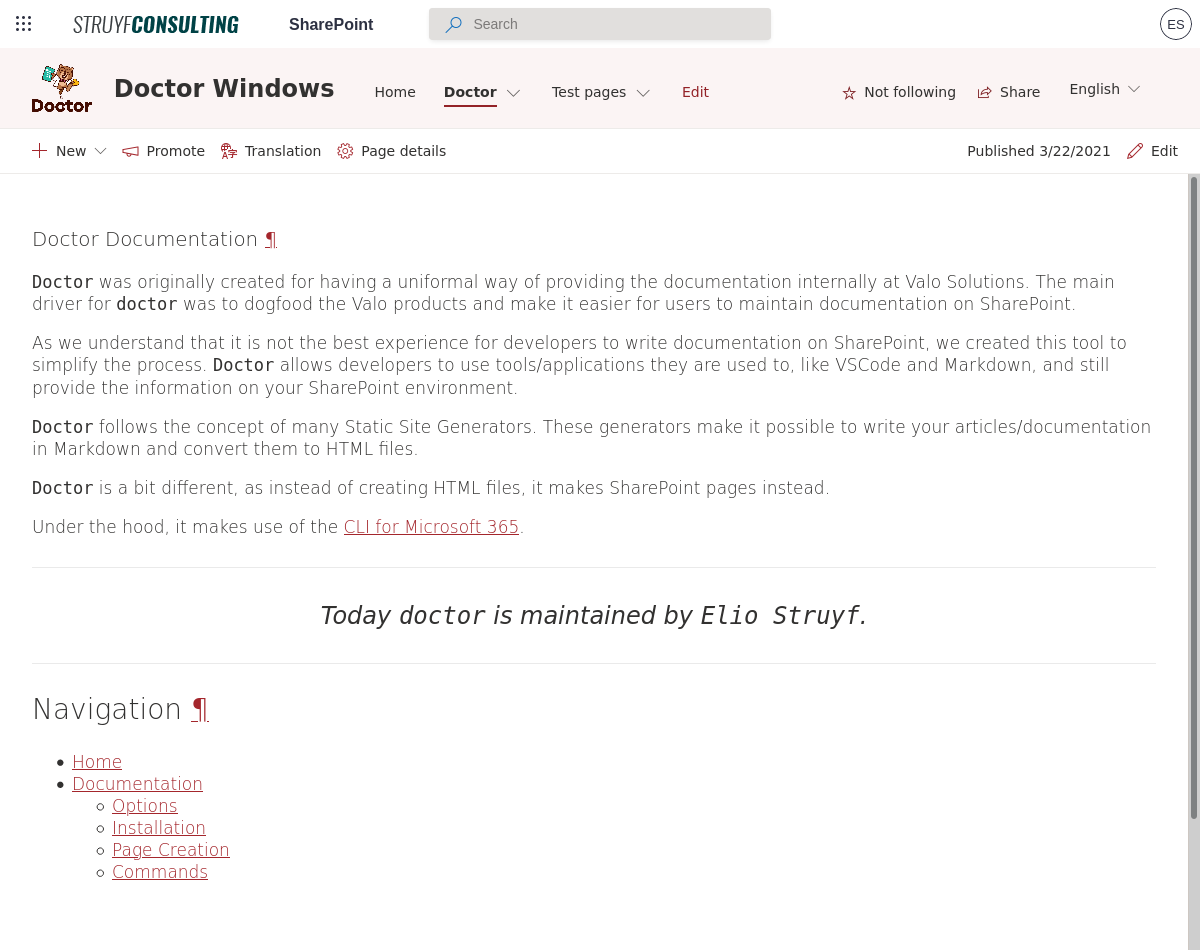 STRUYFCONSULTING SharePoint Search ES
Doctor Doctor Windows Home Doctor Test pages Edit Not following Share English
New Promote Translation Page details Published 3/22/2021 Edit
Doctor Documentation ¶
Doctor was originally created for having a uniformal way of providing the documentation internally at Valo Solutions. The main
driver for doctor was to dogfood the Valo products and make it easier for users to maintain documentation on SharePoint.
As we understand that it is not the best experience for developers to write documentation on SharePoint, we created this tool to
simplify the process. Doctor allows developers to use tools/applications they are used to, like VSCode and Markdown, and still
provide the information on your SharePoint environment.
Doctor follows the concept of many Static Site Generators. These generators make it possible to write your articles/documentation
in Markdown and convert them to HTML files.
Doctor is a bit different, as instead of creating HTML files, it makes SharePoint pages instead.
Under the hood, it makes use of the CLI for Microsoft 365.
Today doctor is maintained by Elio Struyf.
Navigation ¶
Home
Documentation
Options
Installation
Page Creation
Commands